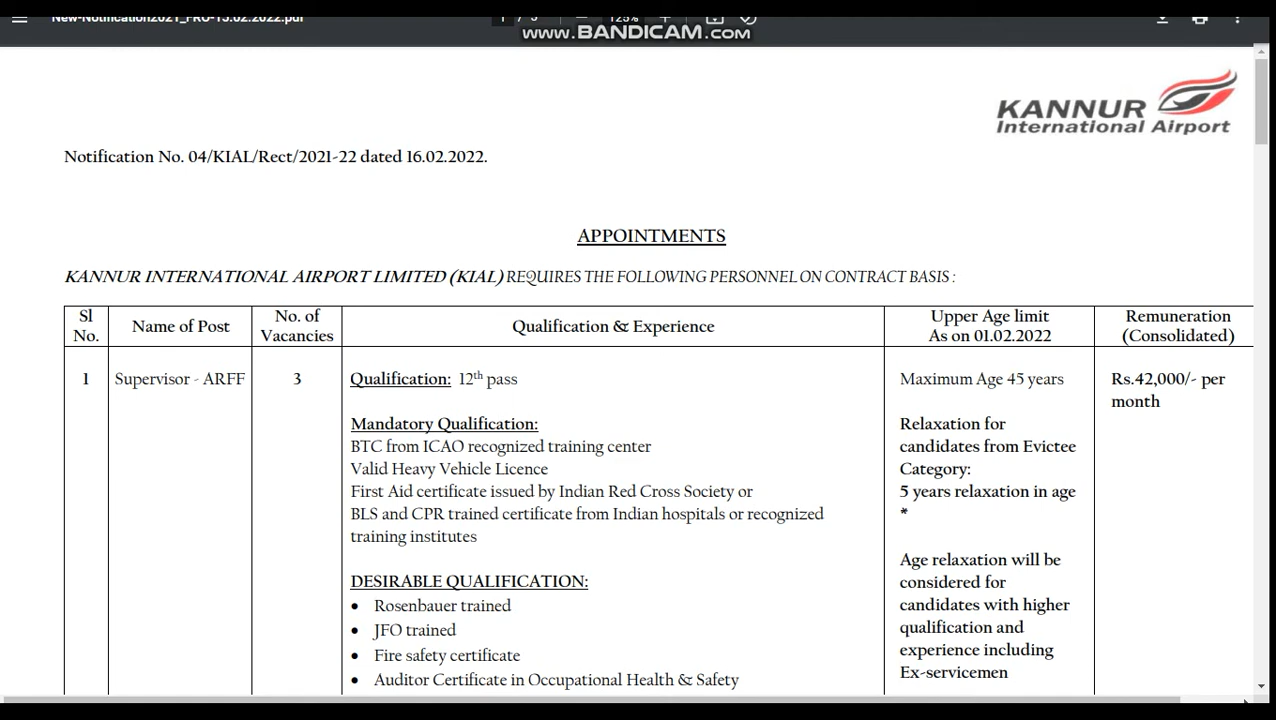 New-Notification2021_FRO-15.02.2022.pdf
125%
www.BANDICAM.com
KANNUR
International Airport
Notification No. 04/KIAL/Rect/2021-22 dated 16.02.2022.
APPOINTMENTS
KANNUR INTERNATIONAL AIRPORT LIMITED (KIAL) REQUIRES THE FOLLOWING PERSONNEL ON CONTRACT BASIS :
Sl No.
Name of Post
No. of Vacancies
Qualification & Experience
Upper Age limit
As on 01.02.2022
Remuneration
(Consolidated)
1
Supervisor - ARFF
3
Qualification: 12th pass
Mandatory Qualification:
BTC from ICAO recognized training center
Valid Heavy Vehicle Licence
First Aid certificate issued by Indian Red Cross Society or
BLS and CPR trained certificate from Indian hospitals or recognized
training institutes
DESIRABLE QUALIFICATION:
• Rosenbauer trained
• JFO trained
• Fire safety certificate
• Auditor Certificate in Occupational Health & Safety
Maximum Age 45 years
Relaxation for
candidates from Evictee
Category:
5 years relaxation in age
*
Age relaxation will be
considered for
candidates with higher
qualification and
experience including
Ex-servicemen
Rs.42,000/- per
month